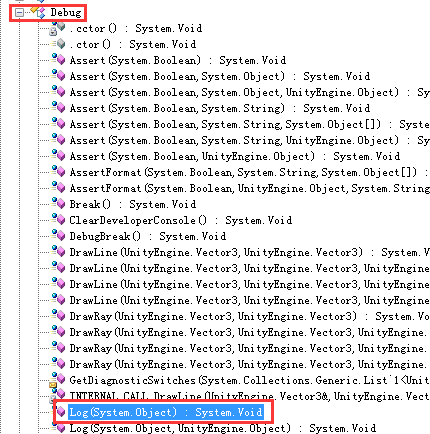 Debug
.cctor() : System.Void
.ctor() : System.Void
Assert(System.Boolean) : System.Void
Assert(System.Boolean,System.Object) : System.Void
Assert(System.Boolean,System.Object,UnityEngine.Object) : Sys
Assert(System.Boolean,System.String) : System.Void
Assert(System.Boolean,System.String,System.Object[]) : Syste
Assert(System.Boolean,System.String,UnityEngine.Object) : Sys
Assert(System.Boolean,UnityEngine.Object) : System.Void
AssertFormat(System.Boolean,System.String,System.Object[]) :
AssertFormat(System.Boolean,UnityEngine.Object,System.String
Break() : System.Void
ClearDeveloperConsole() : System.Void
DebugBreak() : System.Void
DrawLine(UnityEngine.Vector3,UnityEngine.Vector3) : System.V
DrawLine(UnityEngine.Vector3,UnityEngine.Vector3,UnityEngine.
DrawLine(UnityEngine.Vector3,UnityEngine.Vector3,UnityEngine.
DrawLine(UnityEngine.Vector3,UnityEngine.Vector3,UnityEngine.
DrawRay(UnityEngine.Vector3,UnityEngine.Vector3) : System.Vo
DrawRay(UnityEngine.Vector3,UnityEngine.Vector3,UnityEngine.
DrawRay(UnityEngine.Vector3,UnityEngine.Vector3,UnityEngine.
DrawRay(UnityEngine.Vector3,UnityEngine.Vector3,UnityEngine.
GetDiagnosticSwitches(System.Collections.Generic.List`1<Unit
INTERNAL_CALL_DrawLine(UnityEngine.Vector3&,UnityEngine.Vect
Log(System.Object) : System.Void
Log(System.Object,UnityEngine.Object) : System.Void